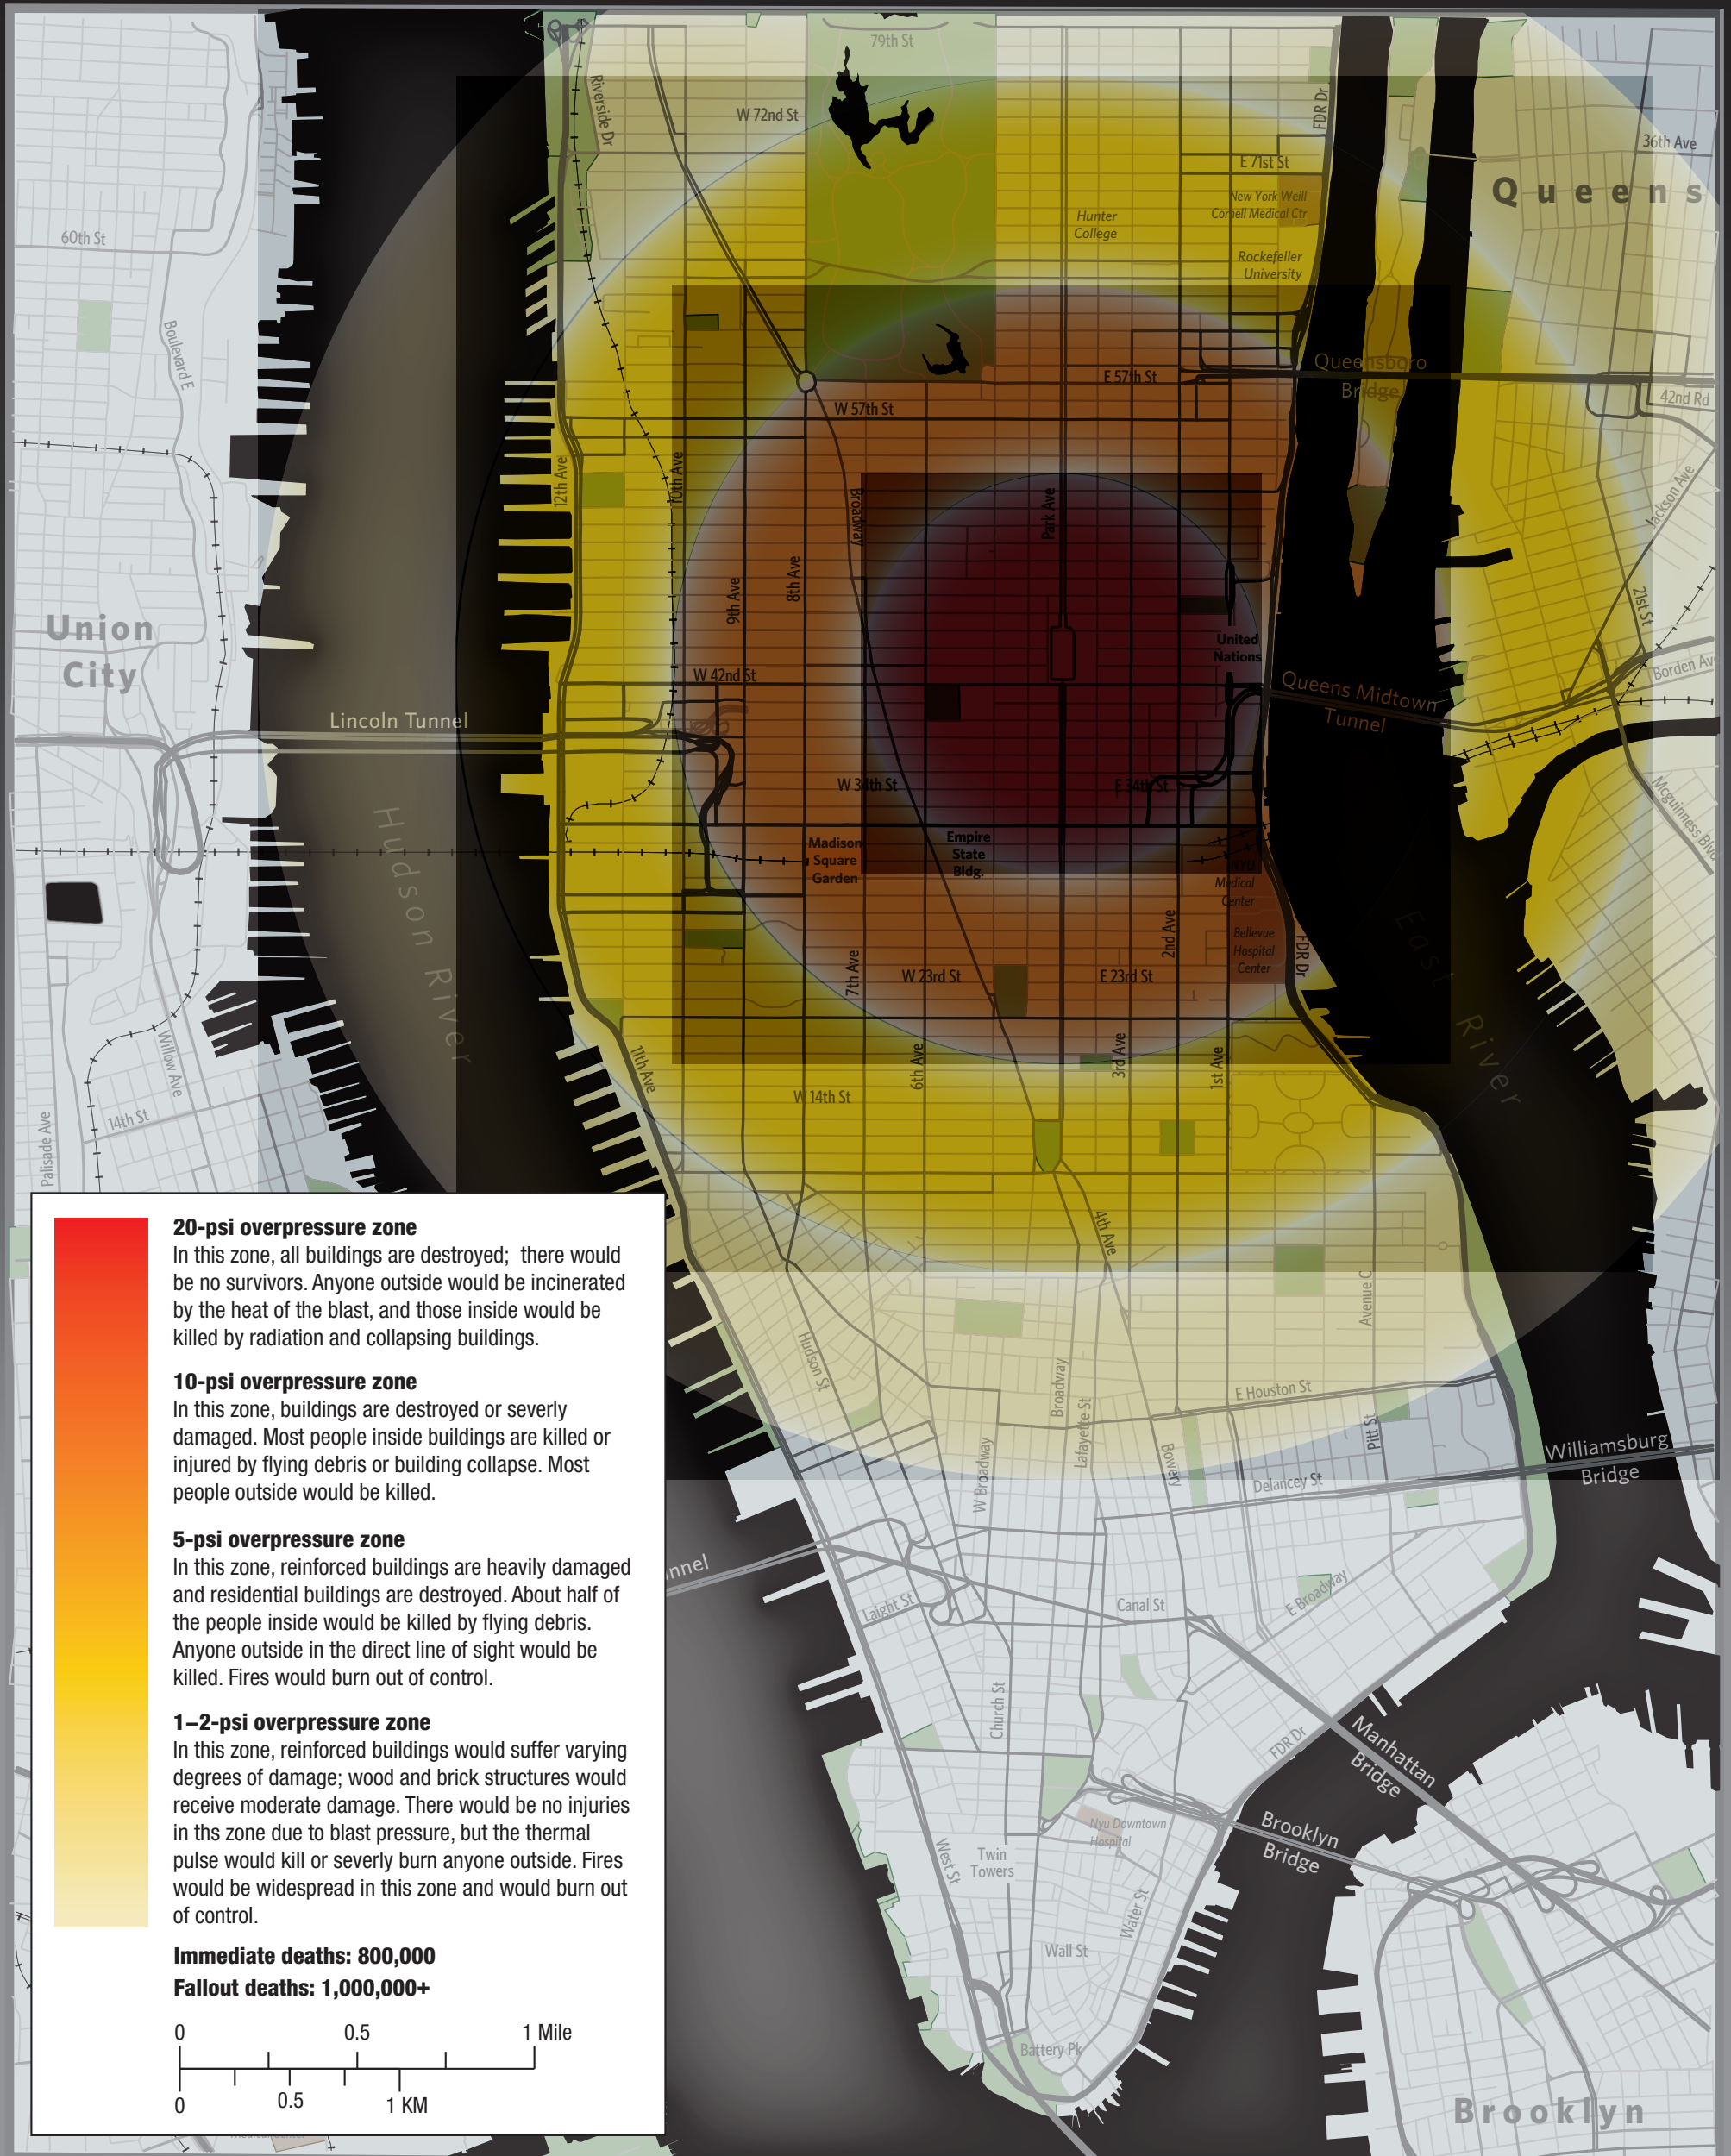 79th St
Riverside Dr
W 72nd St
FDR Dr
36th Ave
E 71st St
Queens
New York Weill
Cornell Medical Ctr
Hunter
College
60th St
Rockefeller
University
Boulevard E
Queensboro
Bridge
E 57th St
42nd Rd
W 57th St
12th Ave
10th Ave
Broadway
Park Ave
Jackson Ave
9th Ave
8th Ave
21st St
Union
City
United
Nations
W 42nd St
Borden Av
Queens Midtown
Tunnel
Lincoln Tunnel
W 34th St
E 34th St
Mcguinness Blvd
Hudson River
Madison
Square
Garden
Empire
State
Bldg.
NYU
Medical
Center
2nd Ave
Bellevue
Hospital
Center
FDR Dr
East River
7th Ave
W 23rd St
E 23rd St
Willow Ave
11th Ave
6th Ave
3rd Ave
1st Ave
W 14th St
14th St
Palisade Ave
4th Ave
Avenue C
Hudson St
Broadway
Lafayette St
E Houston St
Pitt St
W Broadway
Bowery
Delancey St
Williamsburg
Bridge
nnel
Laight St
Canal St
E Broadway
Church St
FDR Dr
Manhattan
Bridge
Nyu Downtown
Hospital
Brooklyn
Bridge
West St
Twin
Towers
Water St
Wall St
Battery Pk
Brooklyn
20-psi overpressure zone
In this zone, all buildings are destroyed; there would
be no survivors. Anyone outside would be incinerated
by the heat of the blast, and those inside would be
killed by radiation and collapsing buildings.
10-psi overpressure zone
In this zone, buildings are destroyed or severly
damaged. Most people inside buildings are killed or
injured by flying debris or building collapse. Most
people outside would be killed.
5-psi overpressure zone
In this zone, reinforced buildings are heavily damaged
and residential buildings are destroyed. About half of
the people inside would be killed by flying debris.
Anyone outside in the direct line of sight would be
killed. Fires would burn out of control.
1–2-psi overpressure zone
In this zone, reinforced buildings would suffer varying
degrees of damage; wood and brick structures would
receive moderate damage. There would be no injuries
in ths zone due to blast pressure, but the thermal
pulse would kill or severly burn anyone outside. Fires
would be widespread in this zone and would burn out
of control.
Immediate deaths: 800,000
Fallout deaths: 1,000,000+
0 0.5 1 Mile
0 0.5 1 KM